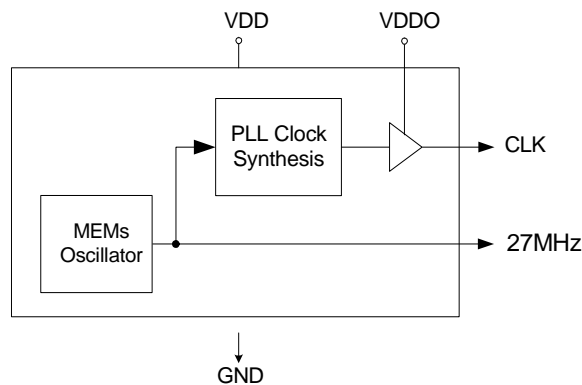 VDD
VDDO
PLL Clock
Synthesis
CLK
MEMs
Oscillator
27MHz
GND